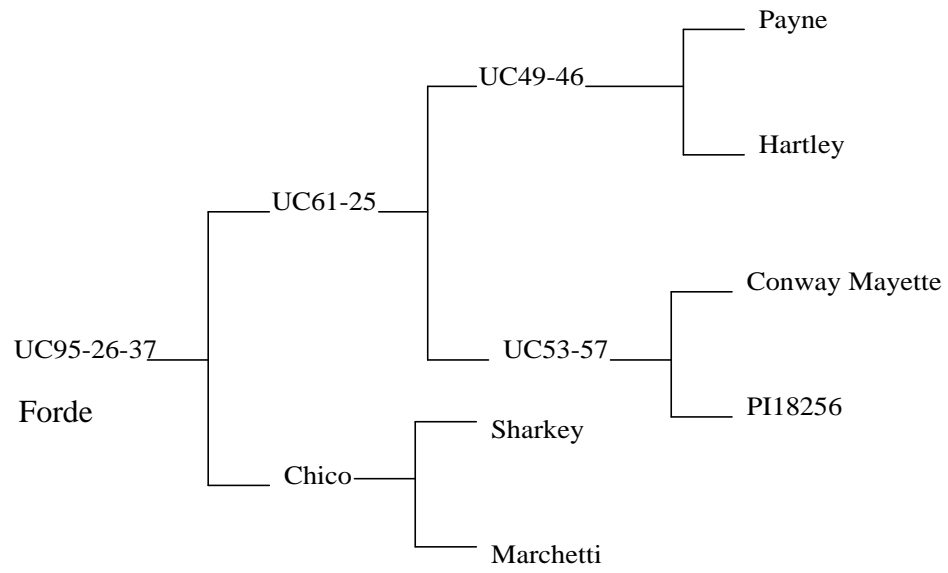 Payne
UC49-46
Hartley
UC61-25
Conway Mayette
UC95-26-37
UC53-57
Forde
PI18256
Sharkey
Chico
Marchetti